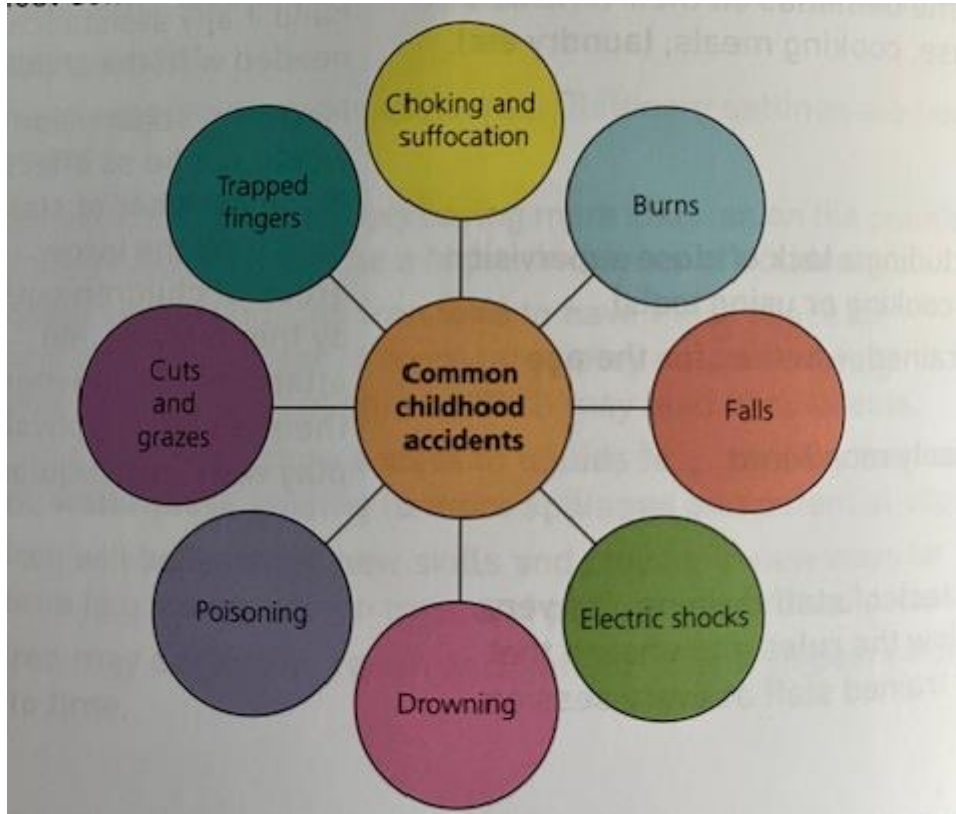 Choking and
suffocation
Burns
Falls
Electric shocks
Drowning
Poisoning
Cuts
and
grazes
Trapped
fingers
Common
childhood
accidents